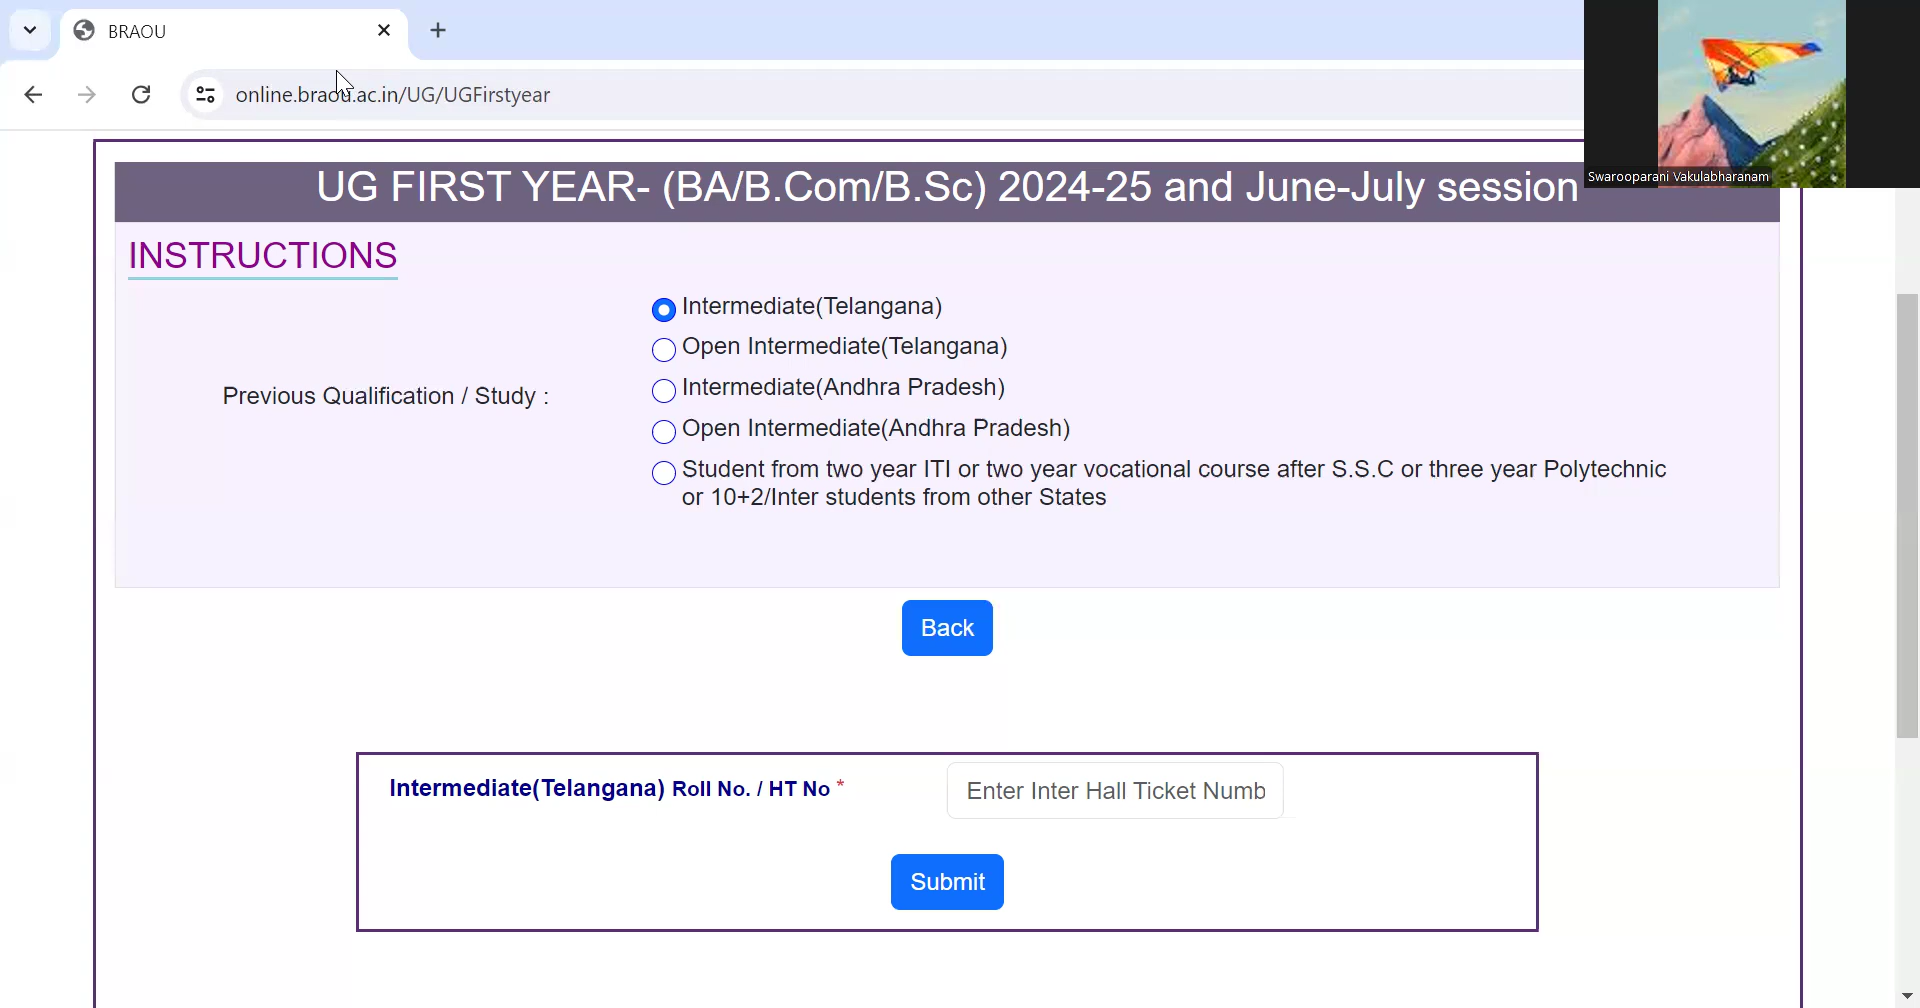 BRAOU
online.braou.ac.in/UG/UGFirstyear
Swarooparani Vakulabharanam
UG FIRST YEAR- (BA/B.Com/B.Sc) 2024-25 and June-July session
INSTRUCTIONS
Previous Qualification / Study :
Intermediate(Telangana)
Open Intermediate(Telangana)
Intermediate(Andhra Pradesh)
Open Intermediate(Andhra Pradesh)
Student from two year ITI or two year vocational course after S.S.C or three year Polytechnic
or 10+2/Inter students from other States
Back
Intermediate(Telangana) Roll No. / HT No *
Enter Inter Hall Ticket Numb
Submit